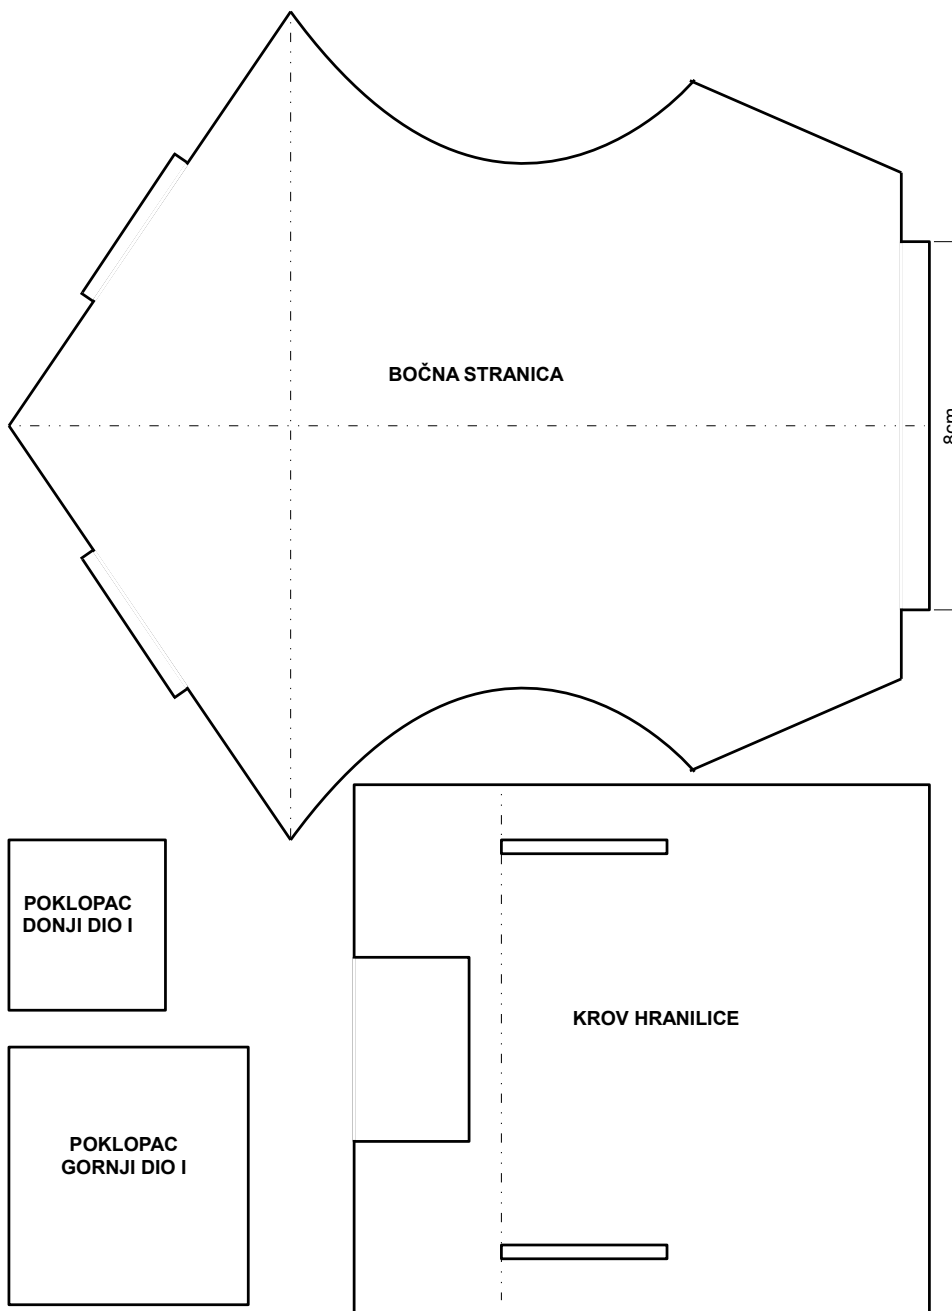 BOČNA STRANICA
8cm
POKLOPAC
DONJI DIO I
KROV HRANILICE
POKLOPAC
GORNJI DIO I